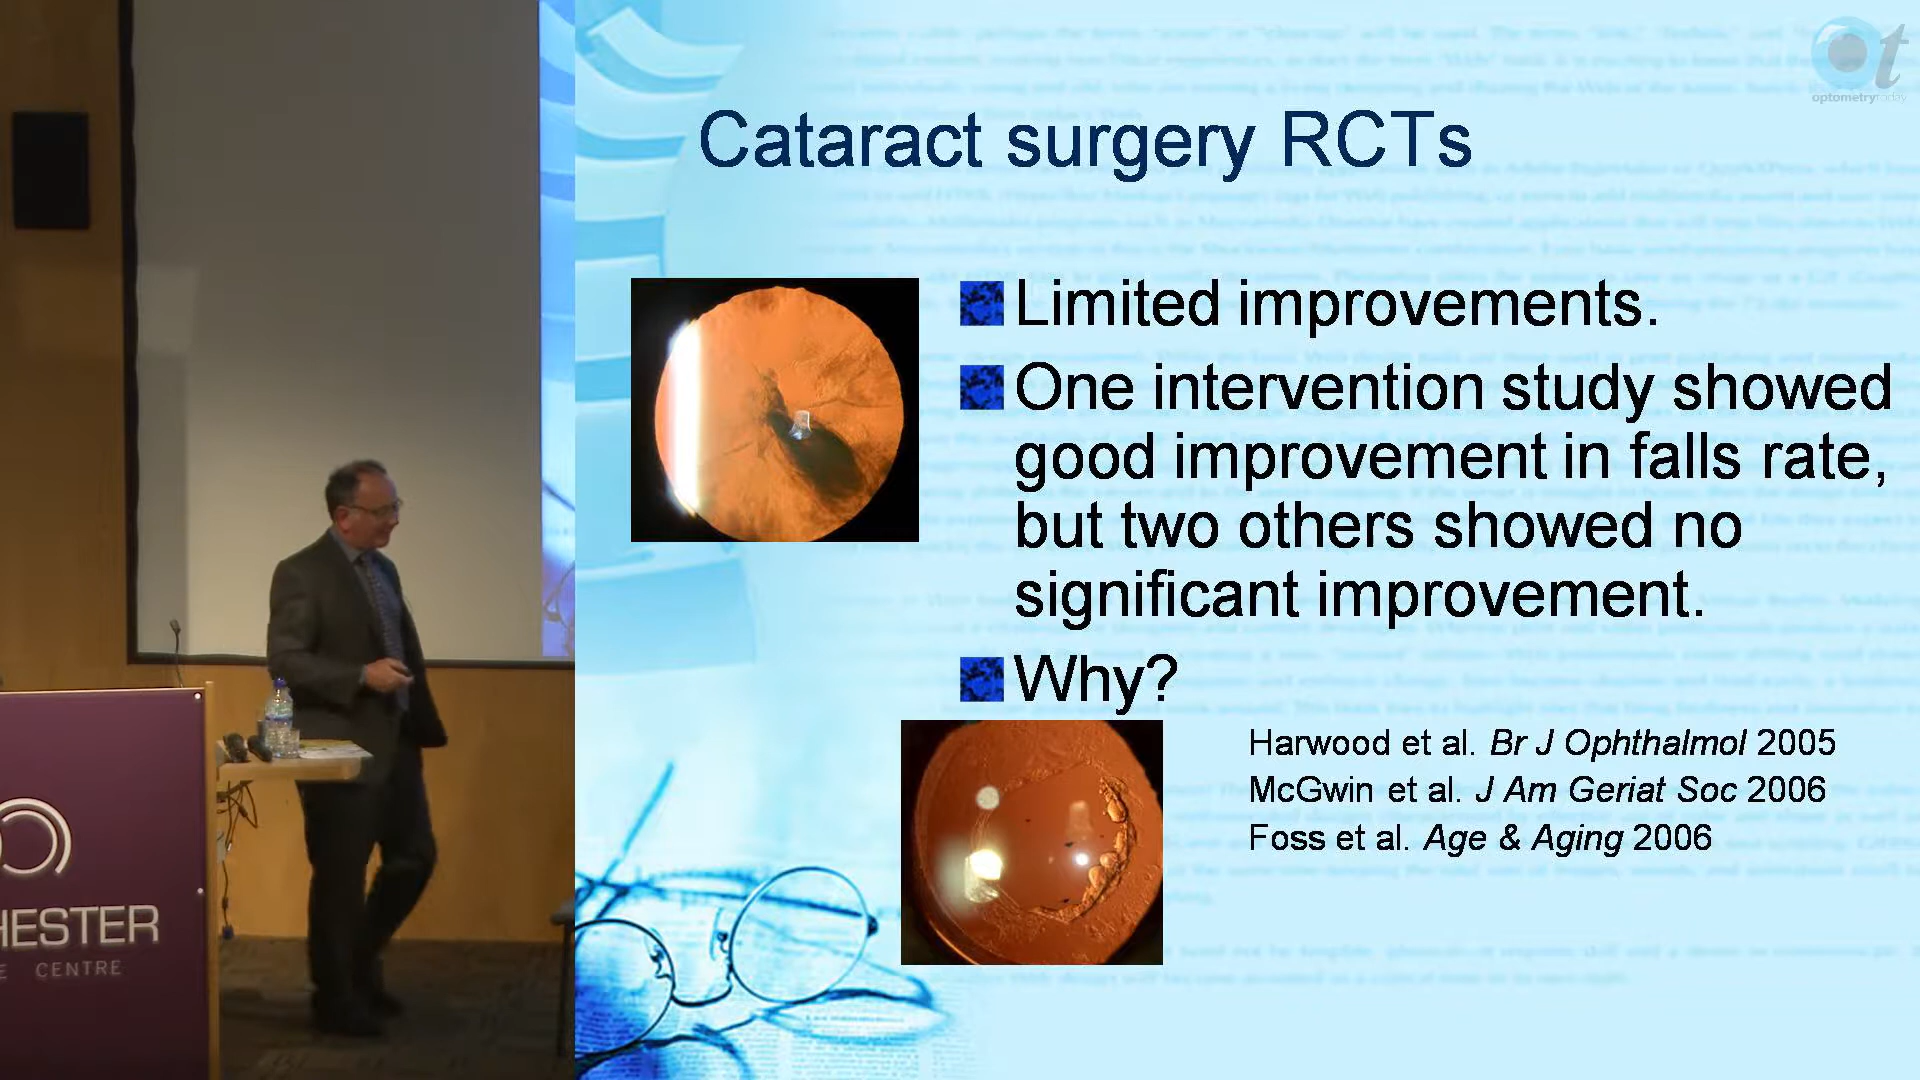 optometrytoday
Cataract surgery RCTs
Limited improvements.
One intervention study showed
good improvement in falls rate,
but two others showed no
significant improvement.
Why?
Harwood et al. Br J Ophthalmol 2005
McGwin et al. J Am Geriat Soc 2006
Foss et al. Age & Aging 2006
HESTER
E CENTRE